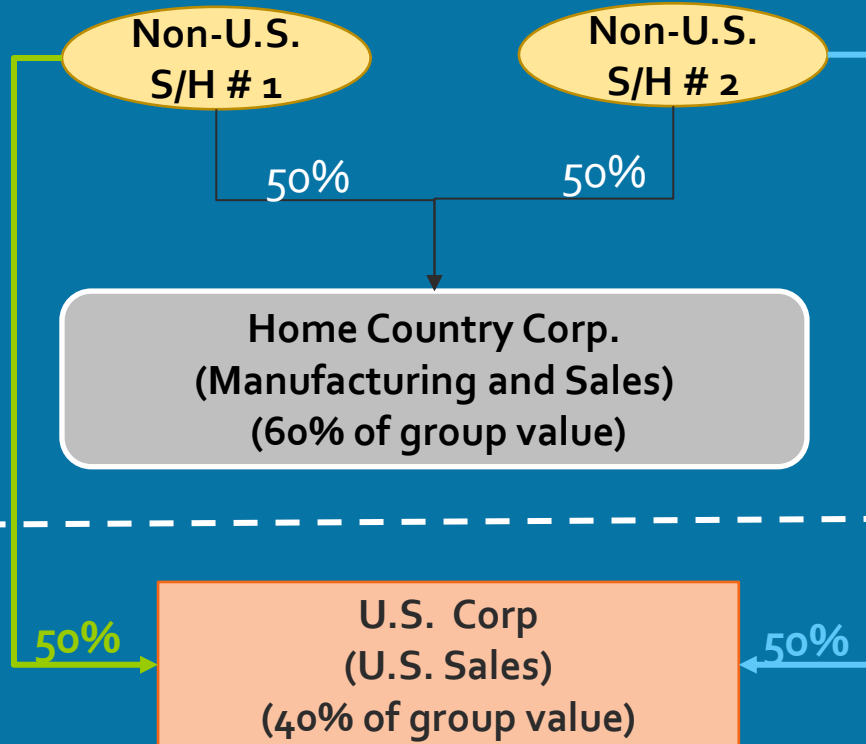 Non-U.S.
S/H # 1
Non-U.S.
S/H # 2
50%
50%
Home Country Corp.
(Manufacturing and Sales)
(60% of group value)
50%
U.S. Corp
(U.S. Sales)
(40% of group value)
50%